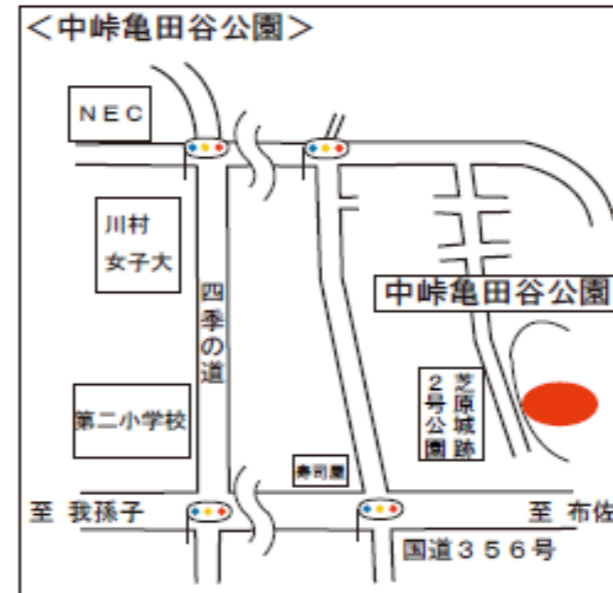 ＜中峠亀田谷公園＞
ＮＥＣ
川村
女子大
四季の道
中峠亀田谷公園
芝原城跡
２号公園
第二小学校
寿司屋
至 我孫子
至 布佐
国道３５６号